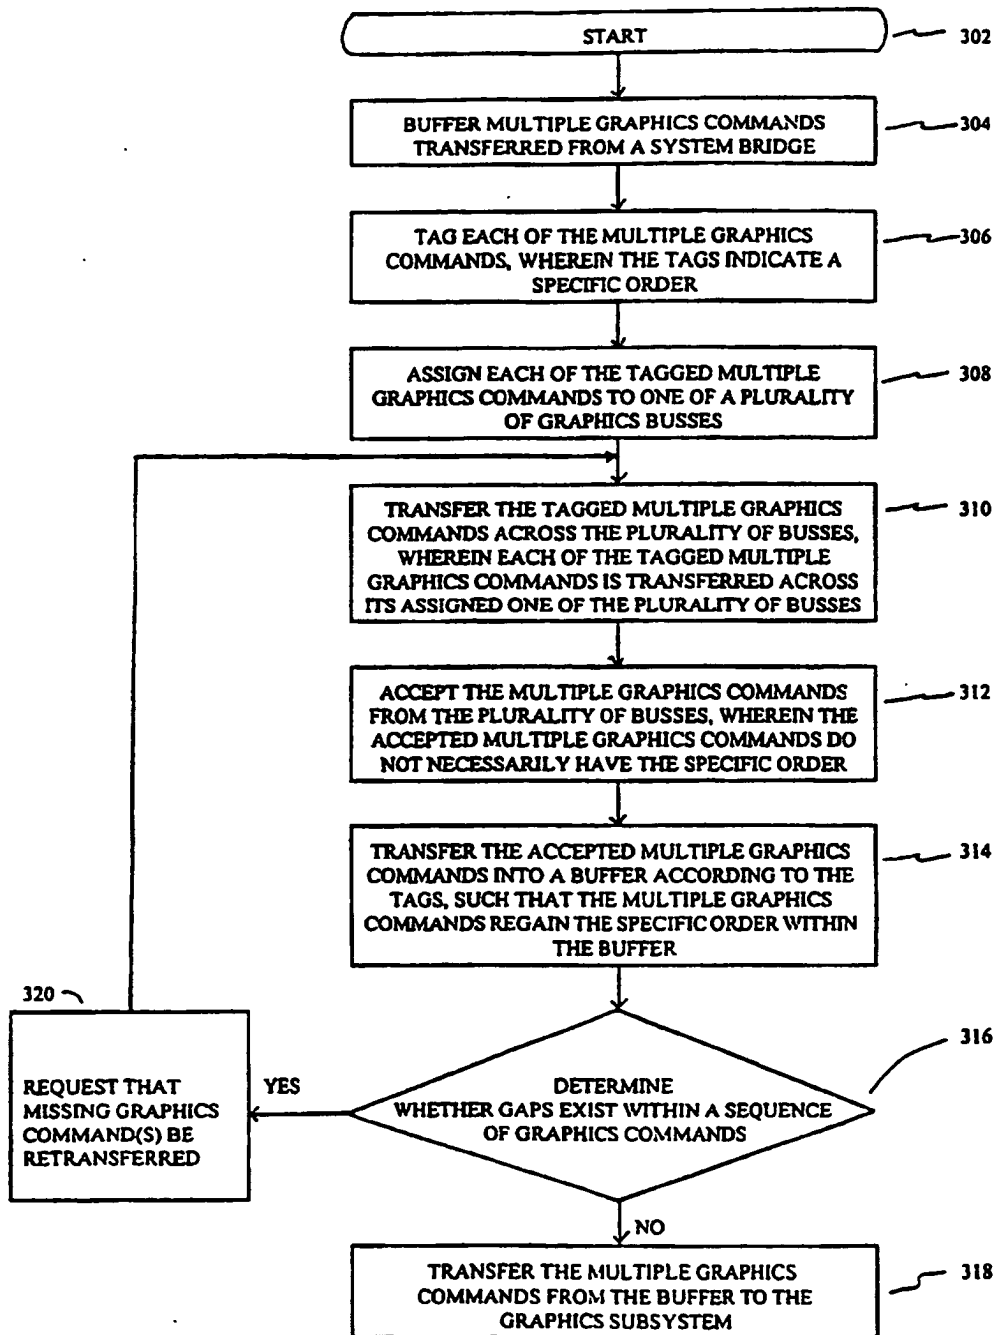 START
302
BUFFER MULTIPLE GRAPHICS COMMANDS
TRANSFERRED FROM A SYSTEM BRIDGE
304
TAG EACH OF THE MULTIPLE GRAPHICS
COMMANDS, WHEREIN THE TAGS INDICATE A
SPECIFIC ORDER
306
ASSIGN EACH OF THE TAGGED MULTIPLE
GRAPHICS COMMANDS TO ONE OF A PLURALITY
OF GRAPHICS BUSSES
308
TRANSFER THE TAGGED MULTIPLE GRAPHICS
COMMANDS ACROSS THE PLURALITY OF BUSSES,
WHEREIN EACH OF THE TAGGED MULTIPLE
GRAPHICS COMMANDS IS TRANSFERRED ACROSS
ITS ASSIGNED ONE OF THE PLURALITY OF BUSSES
310
ACCEPT THE MULTIPLE GRAPHICS COMMANDS
FROM THE PLURALITY OF BUSSES, WHEREIN THE
ACCEPTED MULTIPLE GRAPHICS COMMANDS DO
NOT NECESSARILY HAVE THE SPECIFIC ORDER
312
TRANSFER THE ACCEPTED MULTIPLE GRAPHICS
COMMANDS INTO A BUFFER ACCORDING TO THE
TAGS, SUCH THAT THE MULTIPLE GRAPHICS
COMMANDS REGAIN THE SPECIFIC ORDER WITHIN
THE BUFFER
314
DETERMINE
WHETHER GAPS EXIST WITHIN A SEQUENCE
OF GRAPHICS COMMANDS
316
YES
320
REQUEST THAT
MISSING GRAPHICS
COMMAND(S) BE
RETRANSFERRED
NO
TRANSFER THE MULTIPLE GRAPHICS
COMMANDS FROM THE BUFFER TO THE
GRAPHICS SUBSYSTEM
318